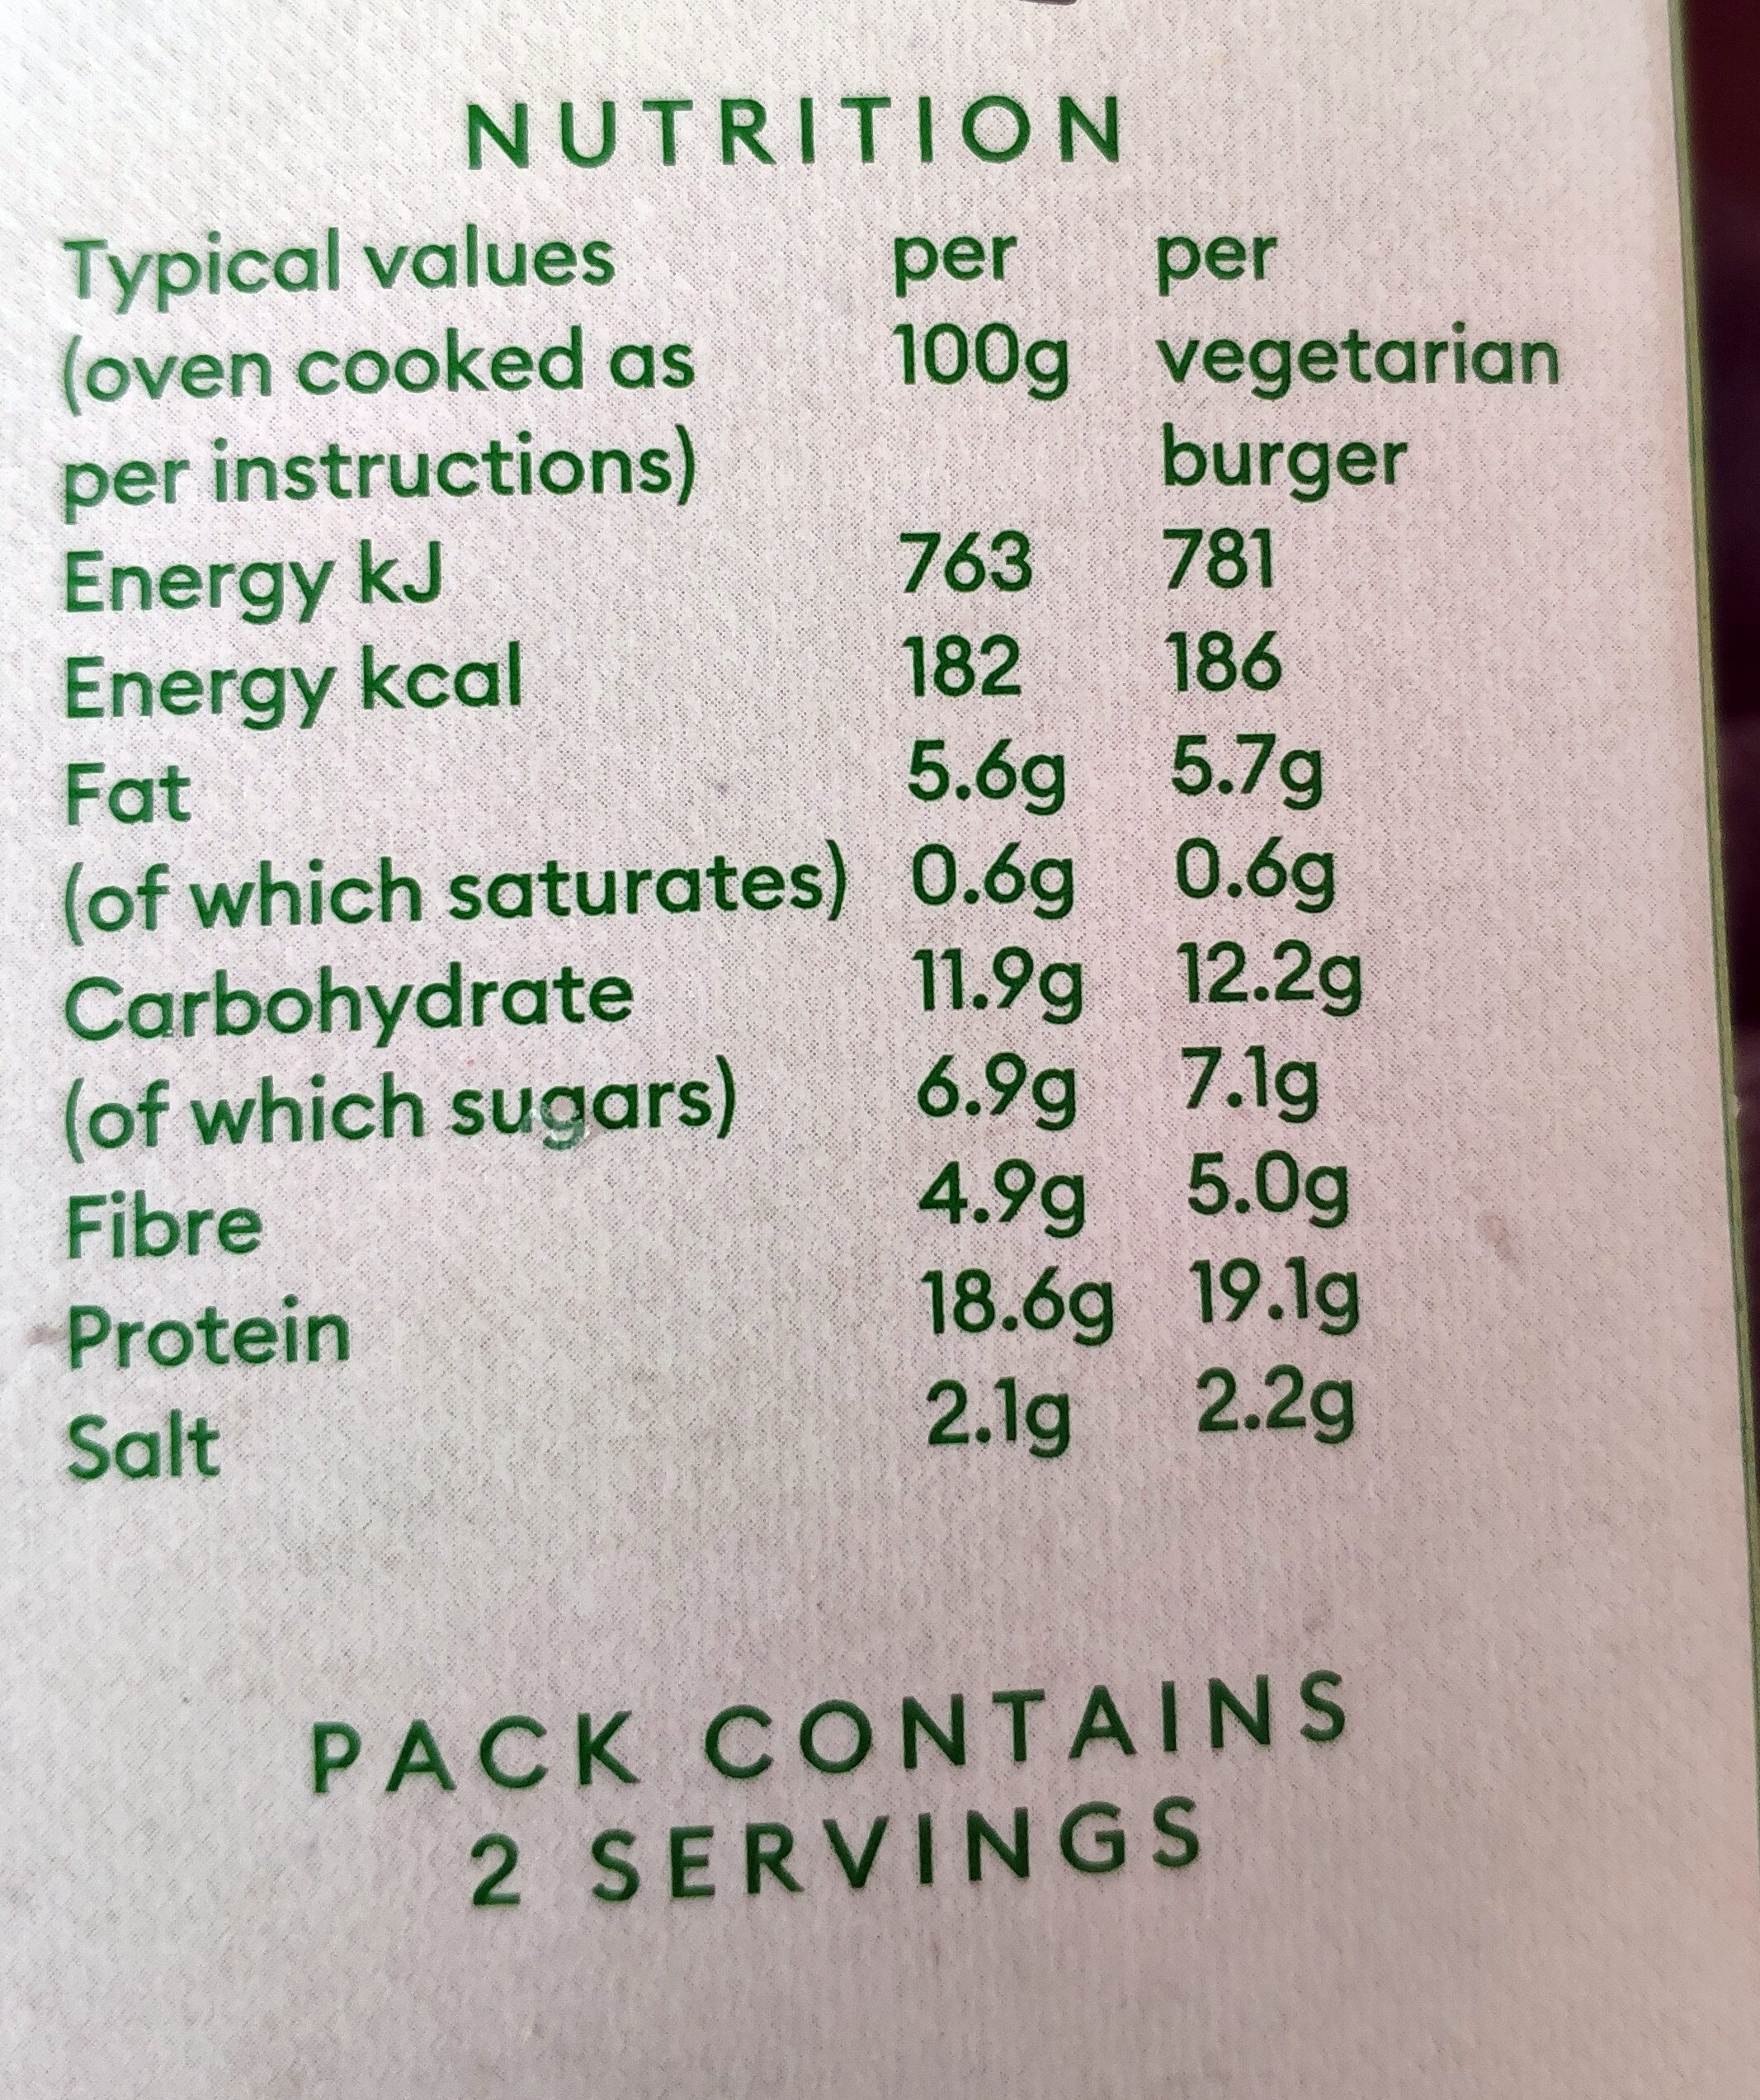 NUTRITION
Typical values per per
(oven cooked as 100g vegetarian
per instructions) burger
Energy kJ 763 781
Energy kcal 182 186
Fat 5.6g 5.7g
(of which saturates) 0.6g 0.6g
Carbohydrate 11.9g 12.2g
(of which sugars) 6.9g 7.1g
Fibre 4.9g 5.0g
Protein 18.6g 19.1g
Salt 2.1g 2.2g
PACK CONTAINS
2 SERVINGS